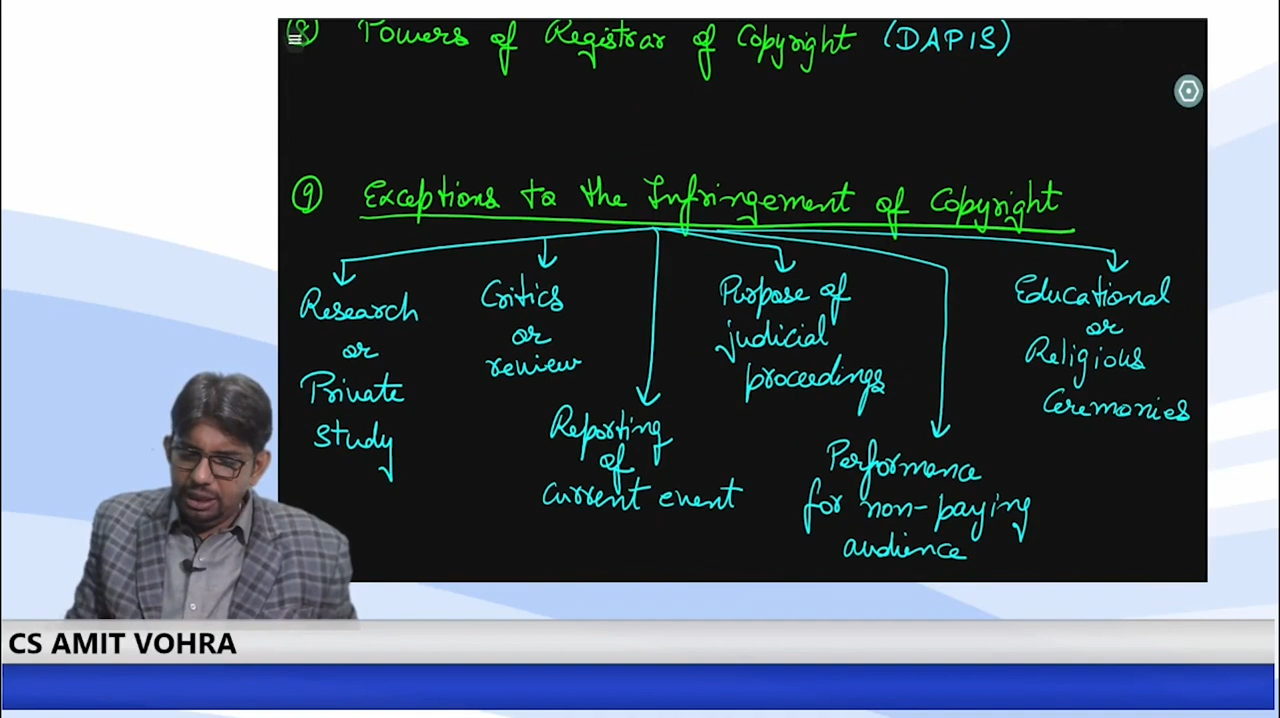 ⑧ Powers of Registrar of Copyright (DAPIS)
⑨ Exceptions to the Infringement of Copyright
Research
or
Private
study
Critics
or
review
Reporting
of
current event
Purpose of
judicial
proceedings
Performance
for non-paying
audience
Educational
or
Religious
Ceremonies
CS AMIT VOHRA